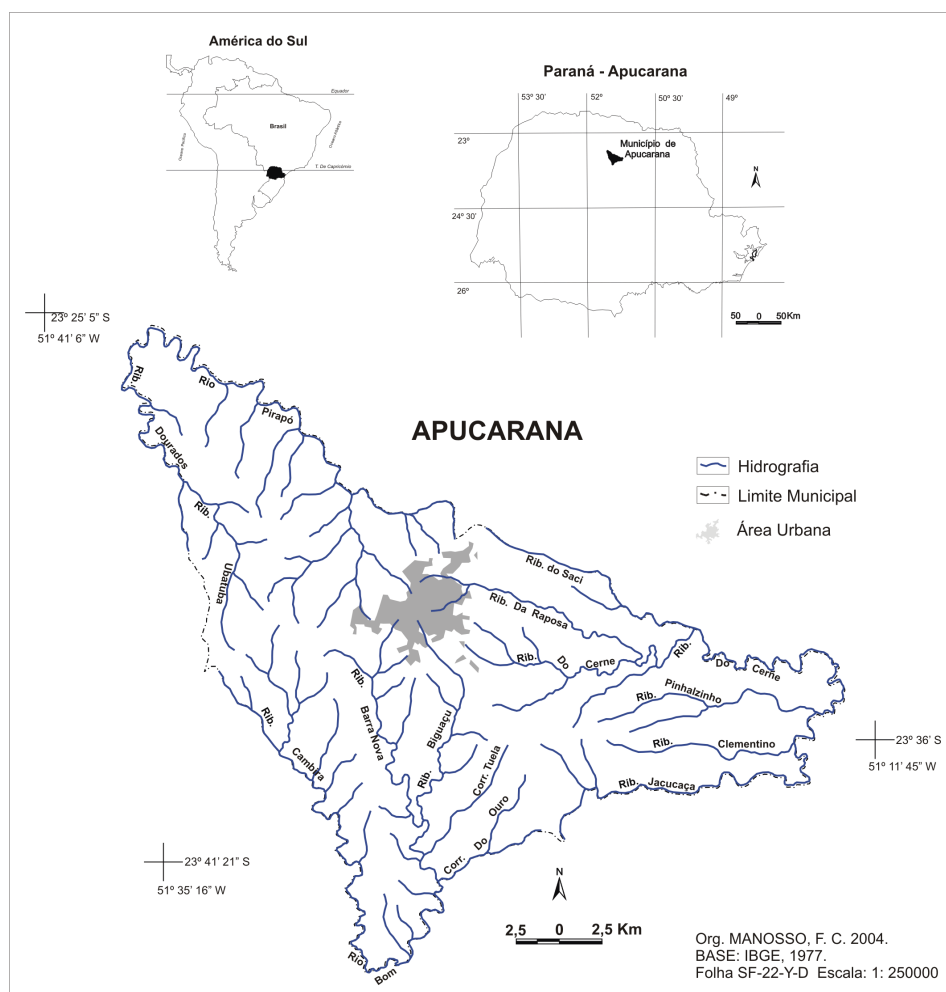 América do Sul
Equador
Brasil
Oceano Pacífico
Oceano Atlântico
T. De Capricórnio
Paraná - Apucarana
53º 30'
52º
50º 30'
49º
23º
Município de
Apucarana
N
24º 30'
26º
50 0 50Km
23º 25' 5" S
51º 41' 6" W
APUCARANA
Hidrografia
Limite Municipal
Área Urbana
Rib.
Dourados
Rio
Pirapó
Rib.
Ubatuba
Rib. do Saci
Rib. Da Raposa
Rib. Do Cerne
Rib. Do Cerne
Rib. Pinhalzinho
Rib. Clementino
Rib. Jacucaça
Rib. Cambira
Rib. Barra Nova
Rib. Biguaçu
Corr. Tuela
Corr. Do Ouro
Rio Bom
23º 36' S
51º 11' 45" W
23º 41' 21" S
51º 35' 16" W
N
2,5 0 2,5 Km
Org. MANOSSO, F. C. 2004.
BASE: IBGE, 1977.
Folha SF-22-Y-D Escala: 1: 250000